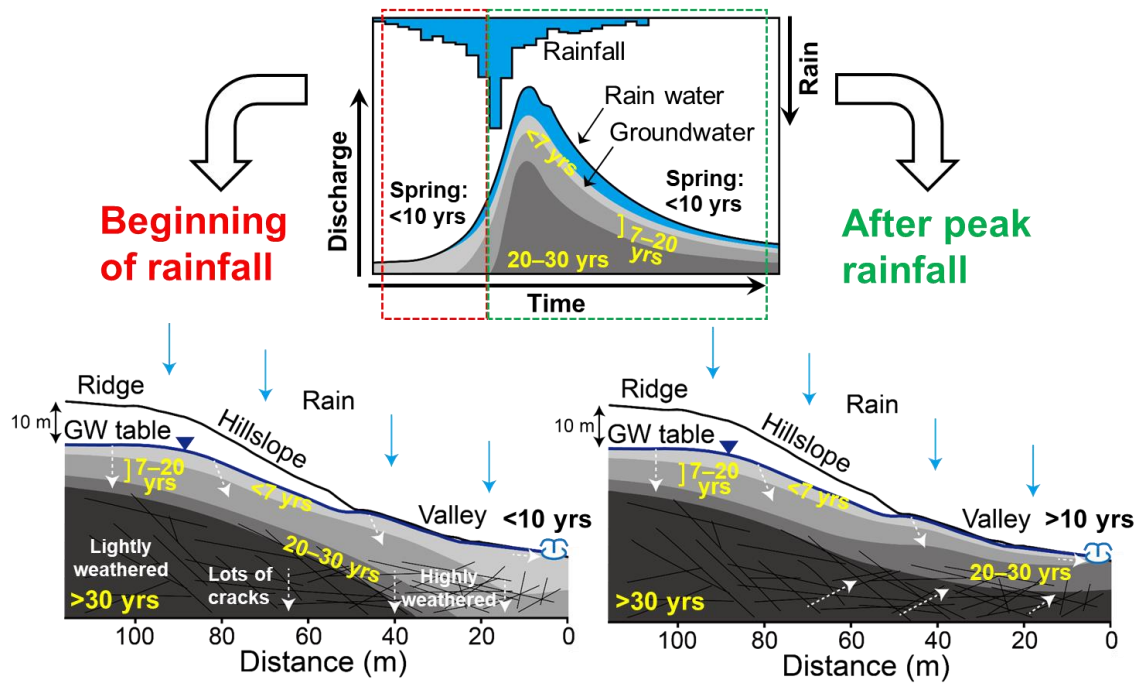 Rainfall
Rain
Rain water
Groundwater
Discharge
<7 yrs
Spring:
<10 yrs
Spring:
<10 yrs
7–20
yrs
20–30 yrs
Time
Beginning
of rainfall
After peak
rainfall
Ridge
10 m
GW table
Hillslope
Rain
7–20
yrs
<7 yrs
Valley
<10 yrs
20–30 yrs
Lightly
weathered
Lots of
cracks
Highly
weathered
>30 yrs
100
80
60
40
20
0
Distance (m)
Ridge
10 m
GW table
Hillslope
Rain
7–20
yrs
<7 yrs
Valley
>10 yrs
20–30 yrs
>30 yrs
100
80
60
40
20
0
Distance (m)